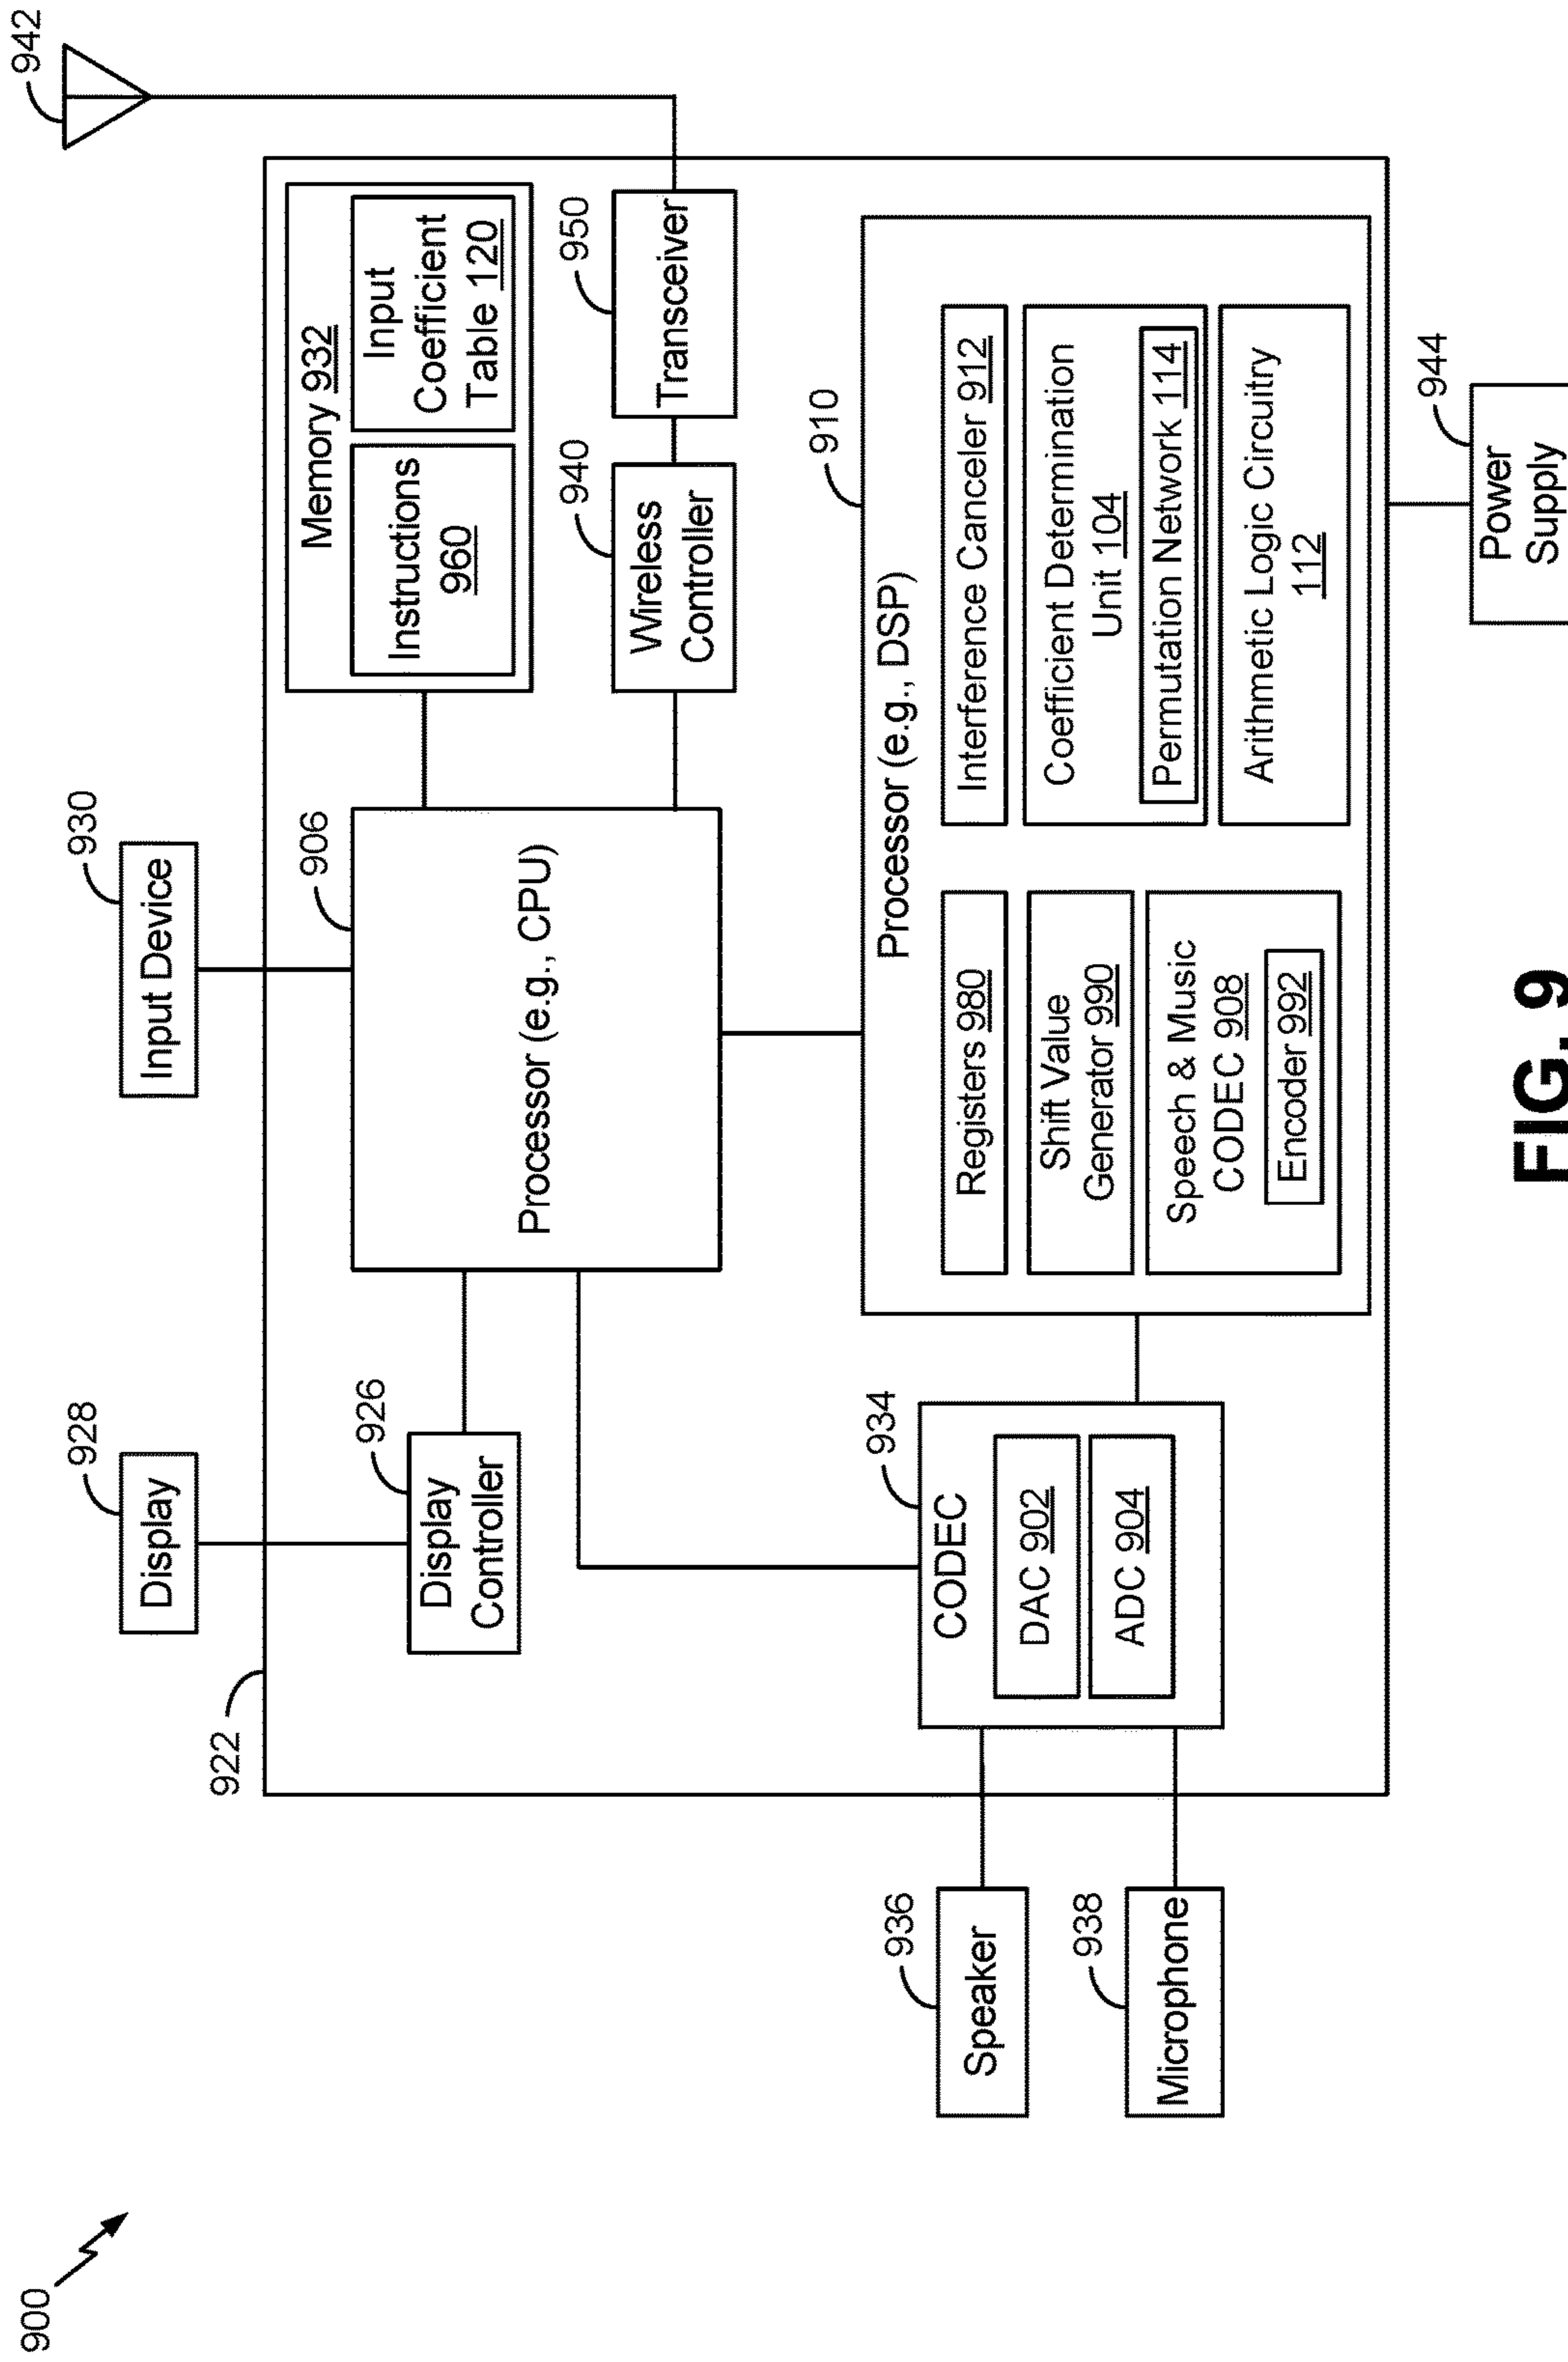 900
942
928
930
Display
Input Device
922
926
Display
Controller
906
Processor (e.g., CPU)
Memory 932
Instructions
960
Input
Coefficient
Table 120
940
Wireless
Controller
950
Transceiver
936
Speaker
938
Microphone
934
CODEC
DAC 902
ADC 904
910
Processor (e.g., DSP)
Registers 980
Shift Value
Generator 990
Speech & Music
CODEC 908
Encoder 992
Interference Canceler 912
Coefficient Determination
Unit 104
Permutation Network 114
Arithmetic Logic Circuitry
112
944
Power
Supply
FIG. 9